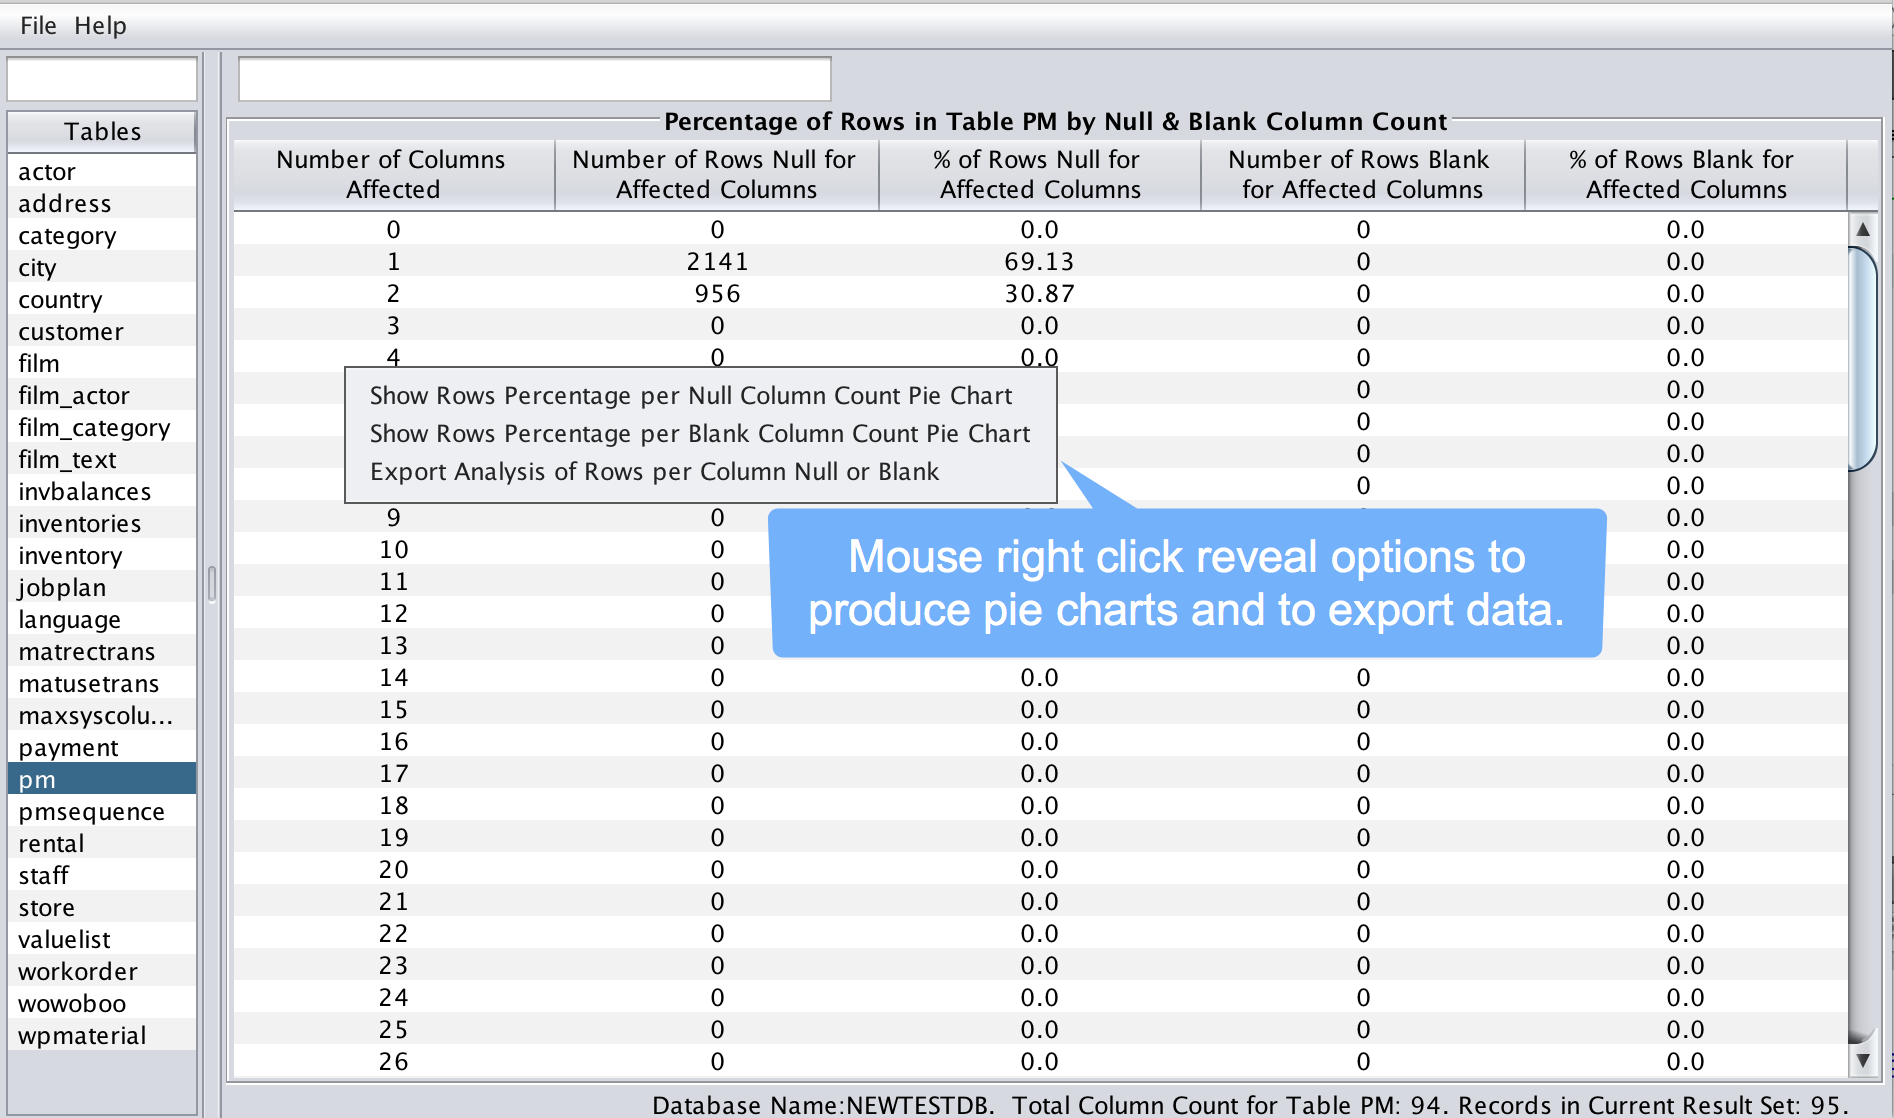 File Help
Tables
actor
address
category
city
country
customer
film
film_actor
film_category
film_text
invbalances
inventories
inventory
jobplan
language
matrectrans
matusetrans
maxsyscolu...
payment
pm
pmsequence
rental
staff
store
valuelist
workorder
wowoboo
wpmaterial
Percentage of Rows in Table PM by Null & Blank Column Count
Number of Columns Affected Number of Rows Null for Affected Columns % of Rows Null for Affected Columns Number of Rows Blank for Affected Columns % of Rows Blank for Affected Columns
0 0 0.0 0 0.0
1 2141 69.13 0 0.0
2 956 30.87 0 0.0
3 0 0.0 0 0.0
4 0 0.0 0 0.0
0 0.0
0 0.0
0 0.0
0 0.0
Show Rows Percentage per Null Column Count Pie Chart
Show Rows Percentage per Blank Column Count Pie Chart
Export Analysis of Rows per Column Null or Blank
9 0 0.0
10 0 0.0
11 0 0.0
12 0 0.0
13 0 0.0
Mouse right click reveal options to
produce pie charts and to export data.
14 0 0.0 0 0.0
15 0 0.0 0 0.0
16 0 0.0 0 0.0
17 0 0.0 0 0.0
18 0 0.0 0 0.0
19 0 0.0 0 0.0
20 0 0.0 0 0.0
21 0 0.0 0 0.0
22 0 0.0 0 0.0
23 0 0.0 0 0.0
24 0 0.0 0 0.0
25 0 0.0 0 0.0
26 0 0.0 0 0.0
Database Name:NEWTESTDB. Total Column Count for Table PM: 94. Records in Current Result Set: 95.